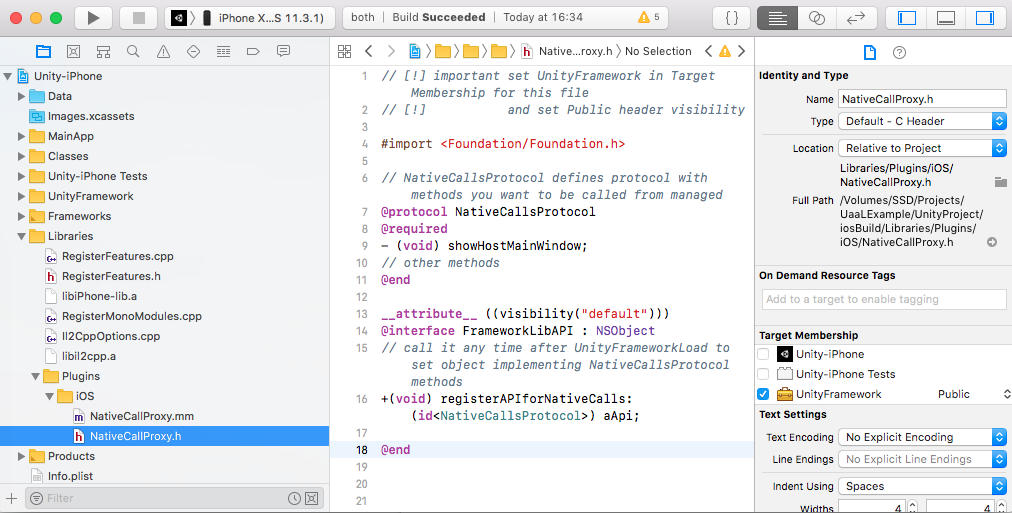 iPhone X...S 11.3.1)
both | Build Succeeded | Today at 16:34
5
{ }
Native...roxy.h
No Selection
Unity-iPhone
Data
Images.xcassets
MainApp
Classes
Unity-iPhone Tests
UnityFramework
Frameworks
Libraries
RegisterFeatures.cpp
RegisterFeatures.h
libiPhone-lib.a
RegisterMonoModules.cpp
Il2CppOptions.cpp
libil2cpp.a
Plugins
iOS
NativeCallProxy.mm
NativeCallProxy.h
Products
Info.plist
Filter
1 // [!] important set UnityFramework in Target
Membership for this file
2 // [!] and set Public header visibility
3
4 #import <Foundation/Foundation.h>
5
6 // NativeCallsProtocol defines protocol with
methods you want to be called from managed
7 @protocol NativeCallsProtocol
8 @required
9 - (void) showHostMainWindow;
10 // other methods
11 @end
12
13 __attribute__ ((visibility("default")))
14 @interface FrameworkLibAPI : NSObject
15 // call it any time after UnityFrameworkLoad to
set object implementing NativeCallsProtocol
methods
16 +(void) registerAPIforNativeCalls:
(id<NativeCallsProtocol>) aApi;
17
18 @end
19
20
21
Identity and Type
Name NativeCallProxy.h
Type Default - C Header
Location Relative to Project
Libraries/Plugins/iOS/
NativeCallProxy.h
Full Path /Volumes/SSD/Projects/
UaaLExample/UnityProject/
iosBuild/Libraries/Plugins/
iOS/NativeCallProxy.h
On Demand Resource Tags
Add to a target to enable tagging
Target Membership
Unity-iPhone
Unity-iPhone Tests
UnityFramework Public
Text Settings
Text Encoding No Explicit Encoding
Line Endings No Explicit Line Endings
Indent Using Spaces
Widths 4 4